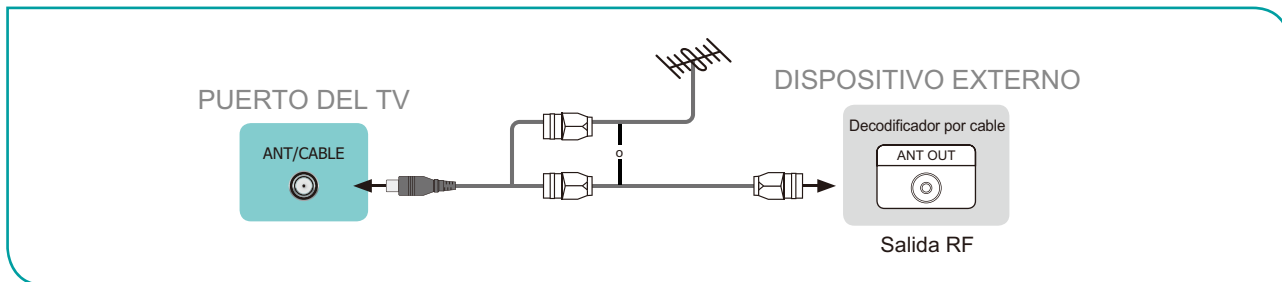 PUERTO DEL TV
ANT/CABLE
o
DISPOSITIVO EXTERNO
Decodificador por cable
ANT OUT
Salida RF